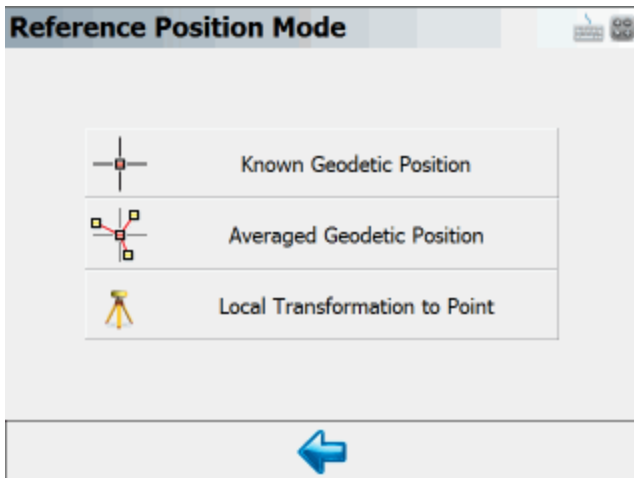 Reference Position Mode
Known Geodetic Position
Averaged Geodetic Position
Local Transformation to Point